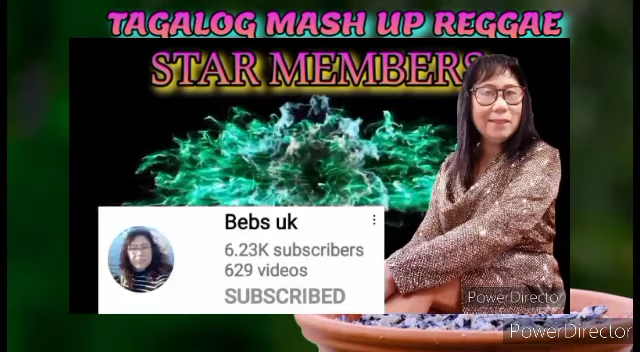 TAGALOG MASH UP REGGAE
STAR MEMBERS
Bebs uk
6.23K subscribers
629 videos
SUBSCRIBED
PowerDirector
PowerDirector